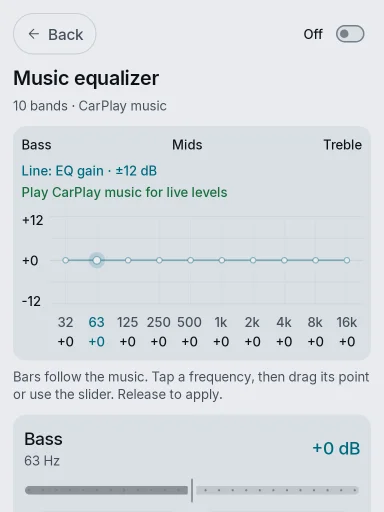 Back
Off
Music equalizer
10 bands · CarPlay music
Bass Mids Treble
Line: EQ gain · ±12 dB
Play CarPlay music for live levels
+12
+0
-12
32 63 125 250 500 1k 2k 4k 8k 16k
+0 +0 +0 +0 +0 +0 +0 +0 +0 +0
Bars follow the music. Tap a frequency, then drag its point
or use the slider. Release to apply.
Bass
+0 dB
63 Hz